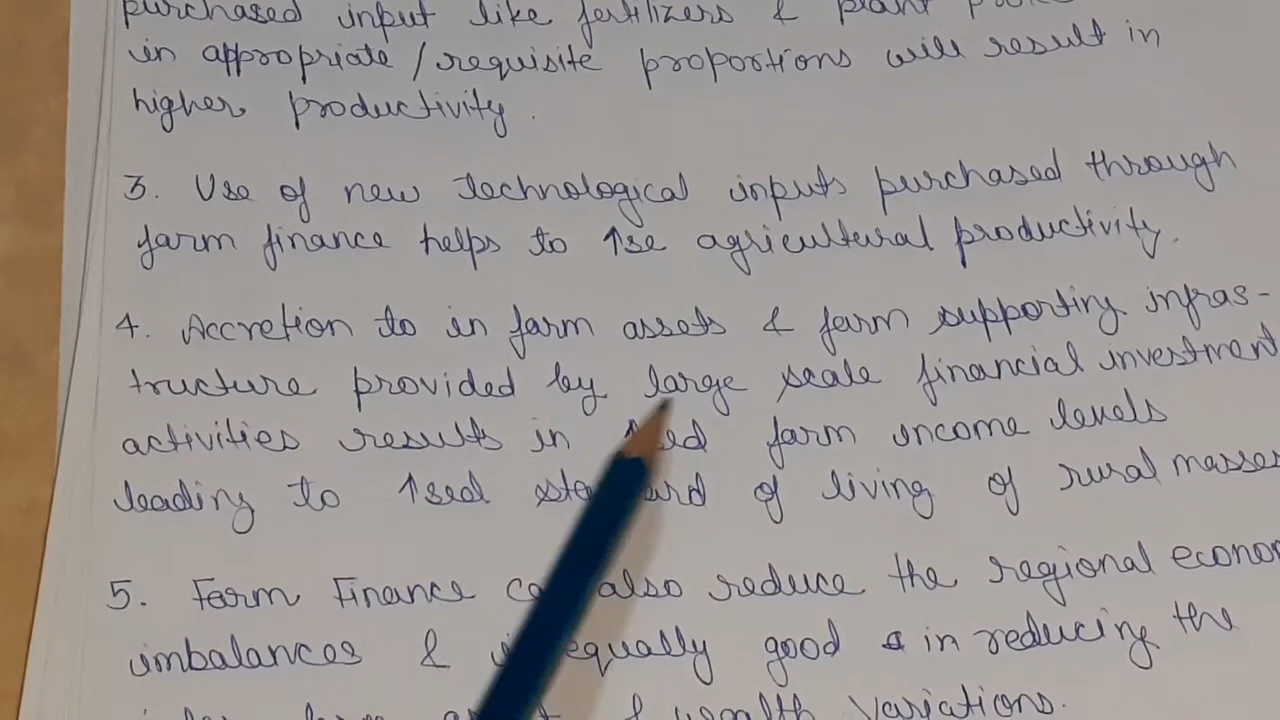 purchased input like fertilizers & plant
in appropriate / requisite proportions will result in
higher productivity.
3. Use of new technological inputs purchased through
farm finance helps to ↑se agricultural productivity.
4. Accretion to in farm assets & farm supporting infras-
tructure provided by large scale financial investment
activities results in ↑sed farm income levels
leading to ↑sed of living of rural masses
5. Farm Finance also reduce the regional
imbalances & equally good in reducing the
& wealth variations.